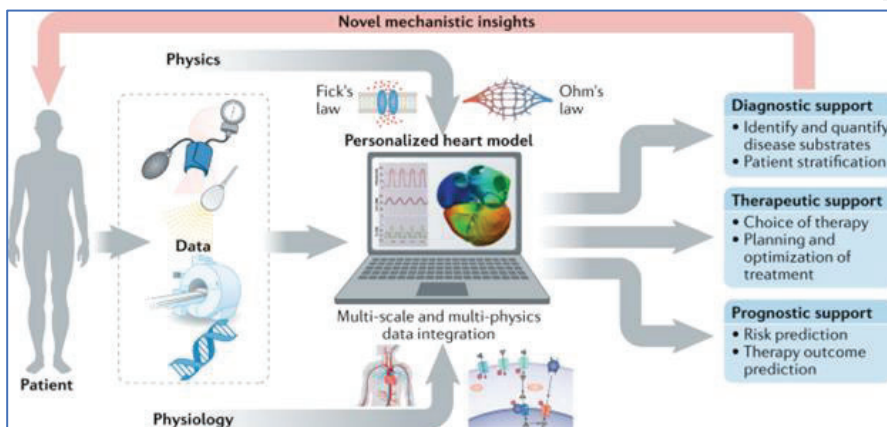 Novel mechanistic insights
Physics
Fick's
law
Ohm's
law
Personalized heart model
Data
Multi-scale and multi-physics
data integration
Patient
Physiology
Diagnostic support
• Identify and quantify
disease substrates
• Patient stratification
Therapeutic support
• Choice of therapy
• Planning and
optimization of
treatment
Prognostic support
• Risk prediction
• Therapy outcome
prediction